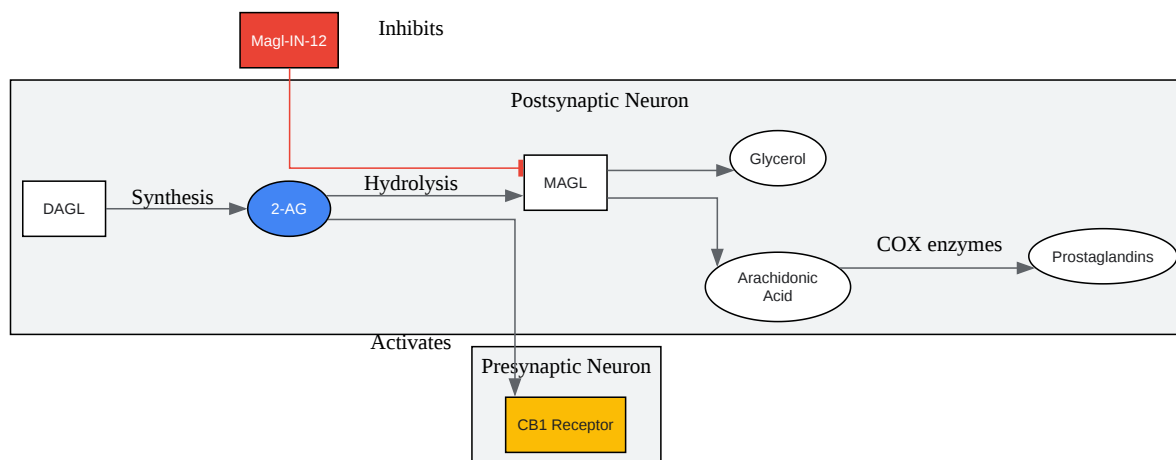 Magl-IN-12
Inhibits
Postsynaptic Neuron
DAGL
Synthesis
2-AG
Hydrolysis
MAGL
Glycerol
Arachidonic
Acid
COX enzymes
Prostaglandins
Activates
Presynaptic Neuron
CB1 Receptor